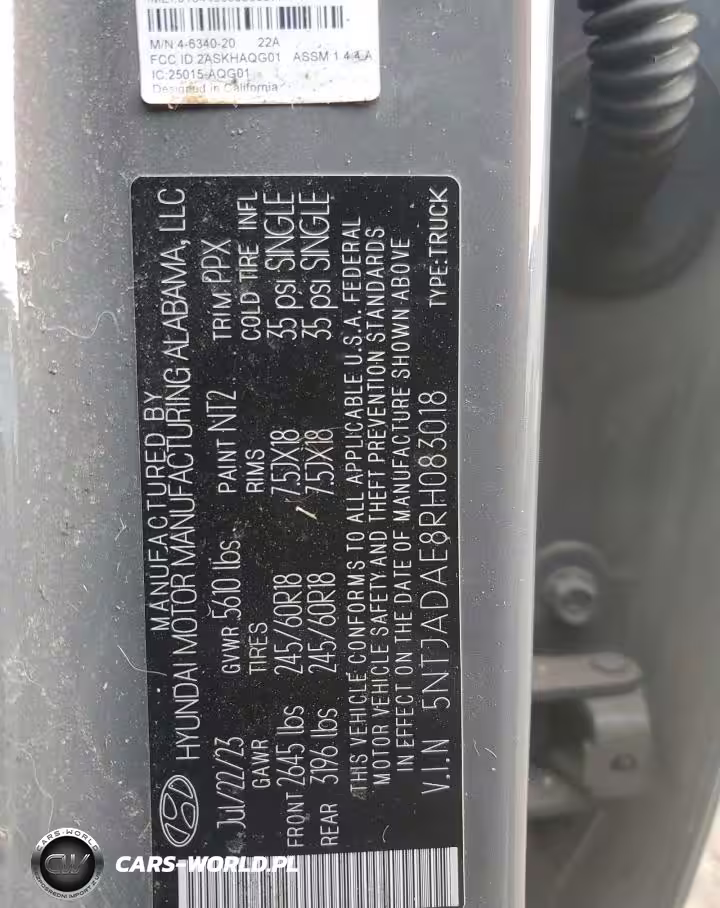 M/N 4-6340-20 22A
FCC ID:2ASKHAQG01 ASSM 1 4 4 A
IC:25015-AQG01
Designed in California
MANUFACTURED BY
HYUNDAI MOTOR MANUFACTURING ALABAMA, LLC
Jul/22/23 GVWR 5610 lbs PAINT NT2 TRIM PPX
GAWR TIRES RIMS COLD TIRE INFL
FRONT 2645 lbs 245/60R18 7.5JX18 35 psi SINGLE
REAR 3196 lbs 245/60R18 7.5JX18 35 psi SINGLE
THIS VEHICLE CONFORMS TO ALL APPLICABLE U.S.A. FEDERAL
MOTOR VEHICLE SAFETY AND THEFT PREVENTION STANDARDS
IN EFFECT ON THE DATE OF MANUFACTURE SHOWN ABOVE
V.I.N 5NTJADAE8RH083018 TYPE:TRUCK
CARS-WORLD
CW
CARS-WORLD.PL